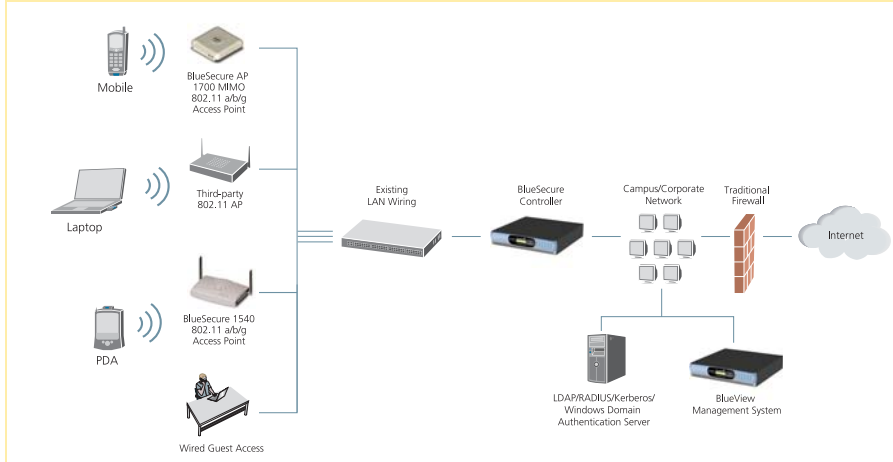 Mobile
BlueSecure AP
1700 MIMO
802.11 a/b/g
Access Point
Laptop
Third-party
802.11 AP
PDA
BlueSecure 1540
802.11 a/b/g
Access Point
Wired Guest Access
Existing
LAN Wiring
BlueSecure
Controller
Campus/Corporate
Network
Traditional
Firewall
Internet
LDAP/RADIUS/Kerberos/
Windows Domain
Authentication Server
BlueView
Management System